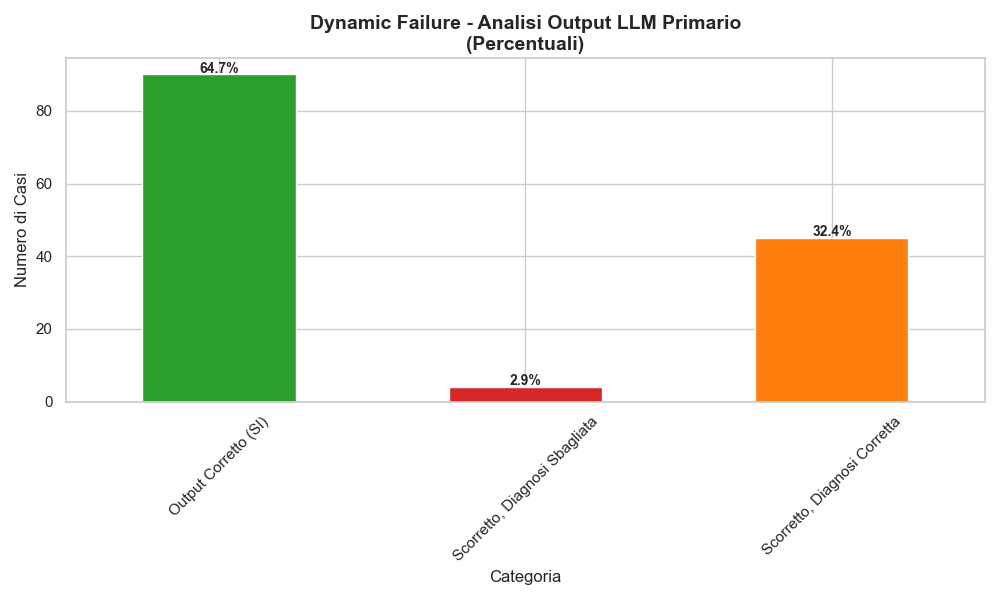 Dynamic Failure - Analisi Output LLM Primario
(Percentuali)
64.7%
2.9%
32.4%
Numero di Casi
80
60
40
20
0
Output Corretto (SI)
Scorretto, Diagnosi Sbagliata
Scorretto, Diagnosi Corretta
Categoria